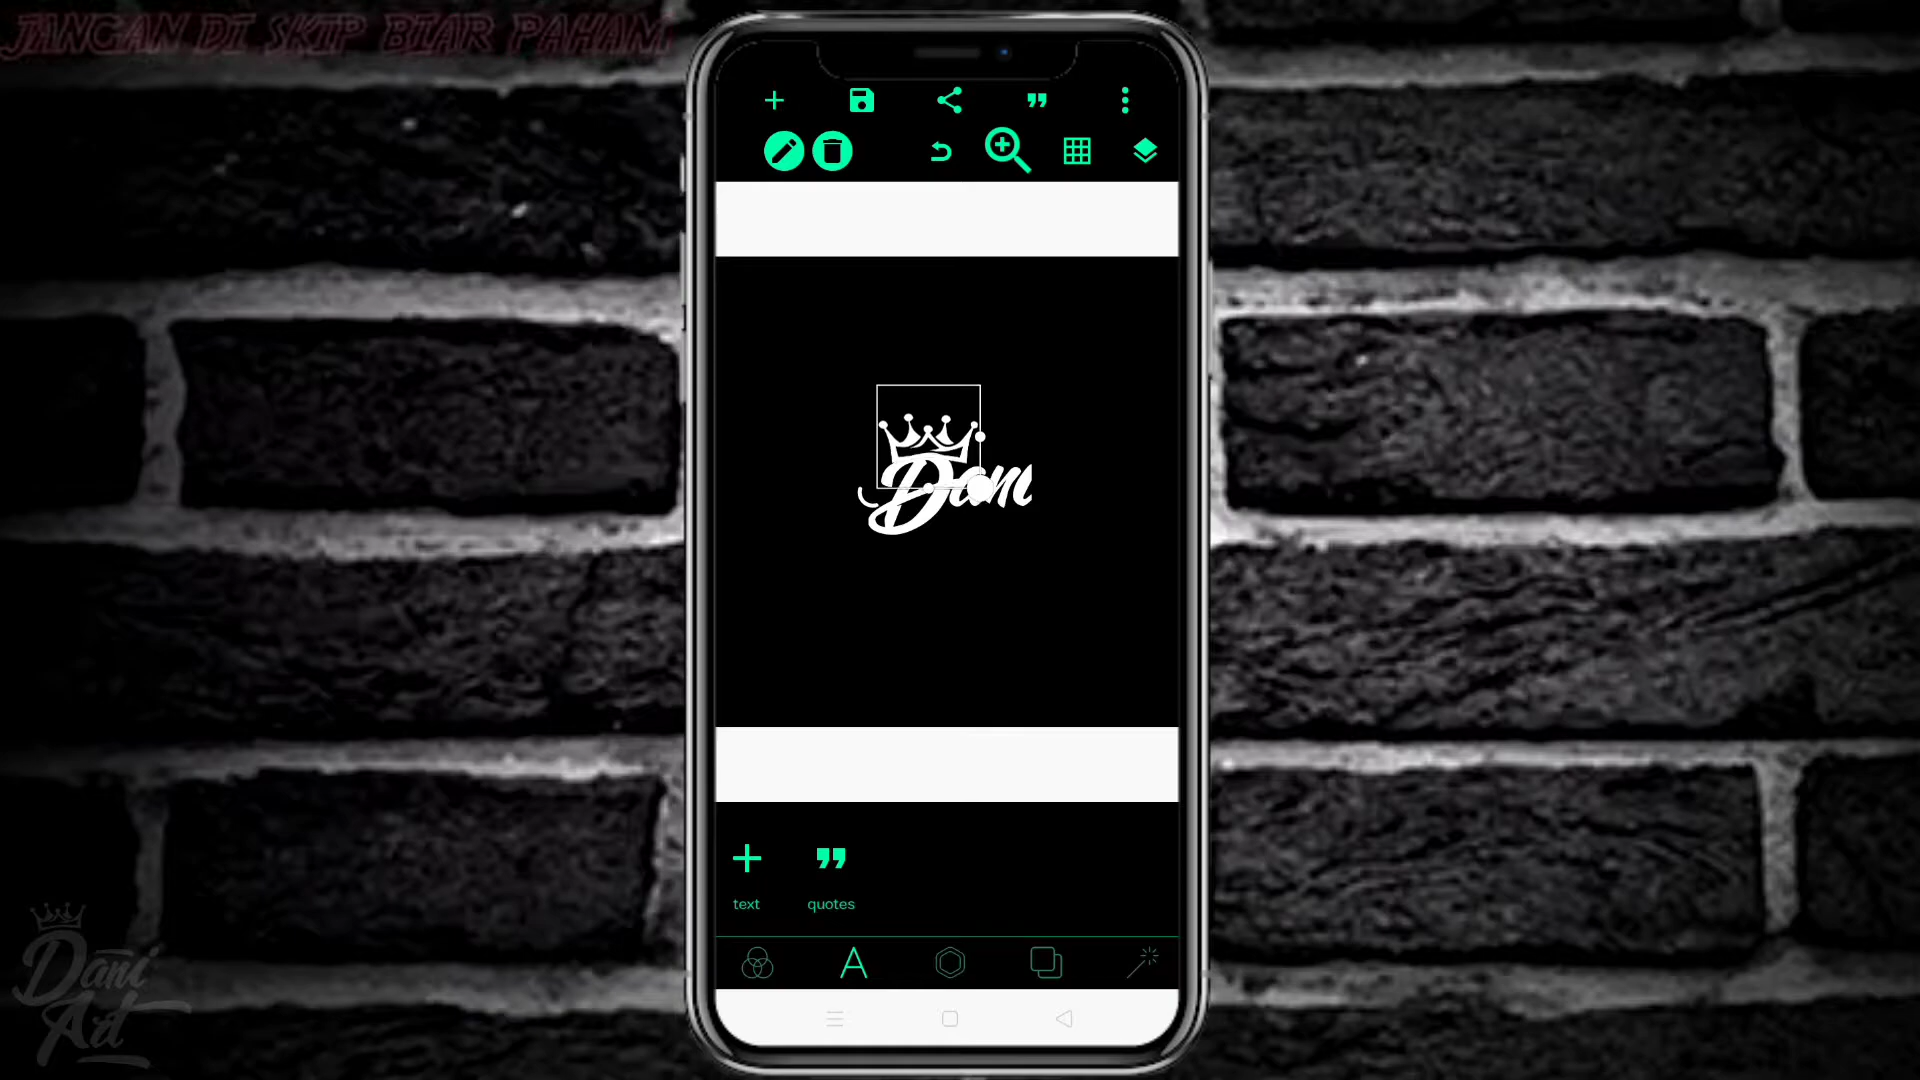 JANGAN DI SKIP BIAR PAHAM
Dani
text
quotes
Dani
Art